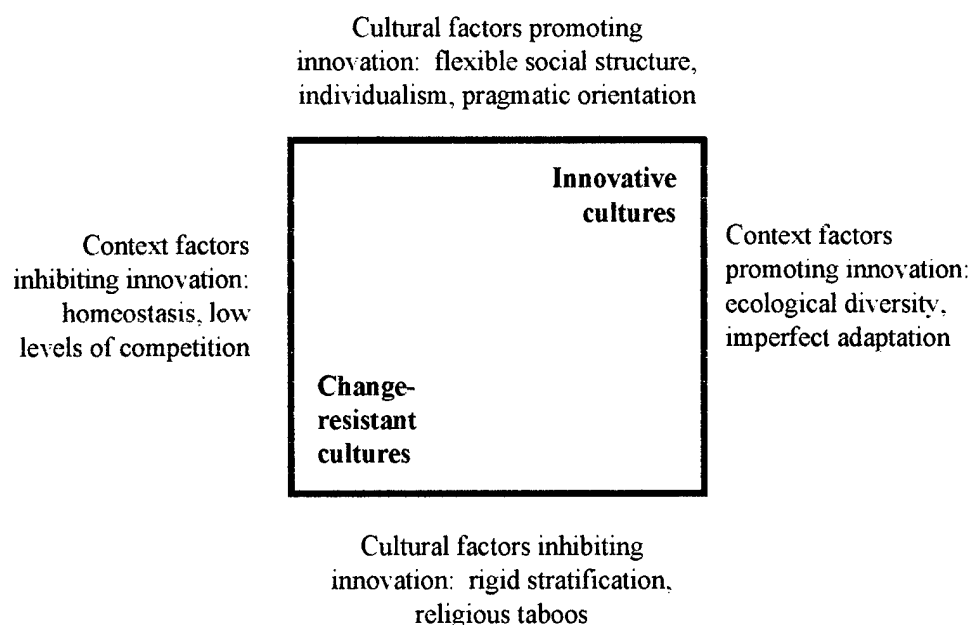 Cultural factors promoting
innovation: flexible social structure,
individualism, pragmatic orientation
Innovative
cultures
Context factors
inhibiting innovation:
homeostasis, low
levels of competition
Context factors
promoting innovation:
ecological diversity,
imperfect adaptation
Change-
resistant
cultures
Cultural factors inhibiting
innovation: rigid stratification,
religious taboos